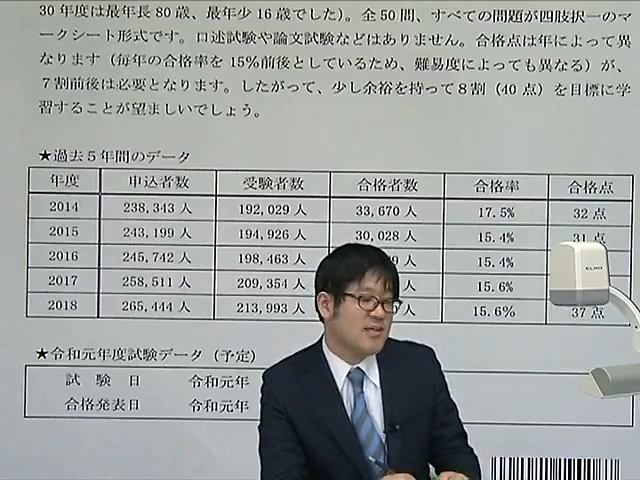 30年度は最年長80歳、最年少16歳でした)。全50問、すべての問題が四肢択一のマ
ークシート形式です。口述試験や論文試験などはありません。合格点は年によって異
なります(毎年の合格率を15%前後としているため、難易度によっても異なる)が、
7割前後は必要となります。したがって、少し余裕を持って8割(40点)を目標に学
習することが望ましいでしょう。
★過去5年間のデータ
年度 申込者数 受験者数 合格者数 合格率 合格点
2014 238,343人 192,029人 33,670人 17.5% 32点
2015 243,199人 194,926人 30,028人 15.4% 31点
2016 245,742人 198,463人 人 15.4%
2017 258,511人 209,354人 人 15.6%
2018 265,444人 213,993人 人 15.6% 37点
ELMO
★令和元年度試験データ(予定)
試験日 令和元年
合格発表日 令和元年